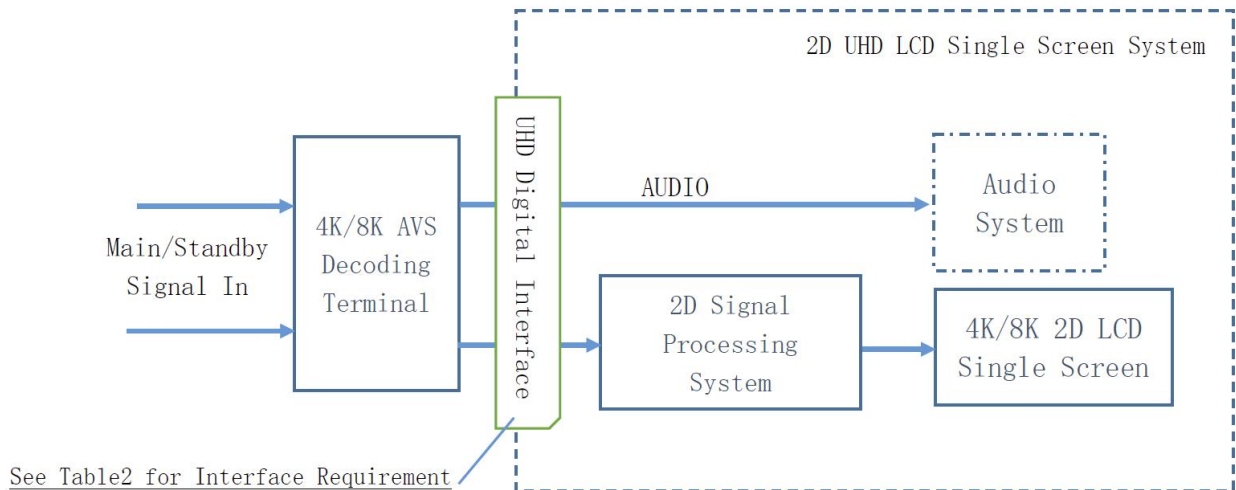 2D UHD LCD Single Screen System
Main/Standby
Signal In
4K/8K AVS
Decoding
Terminal
UHD Digital Interface
AUDIO
Audio
System
2D Signal
Processing
System
4K/8K 2D LCD
Single Screen
See Table2 for Interface Requirement